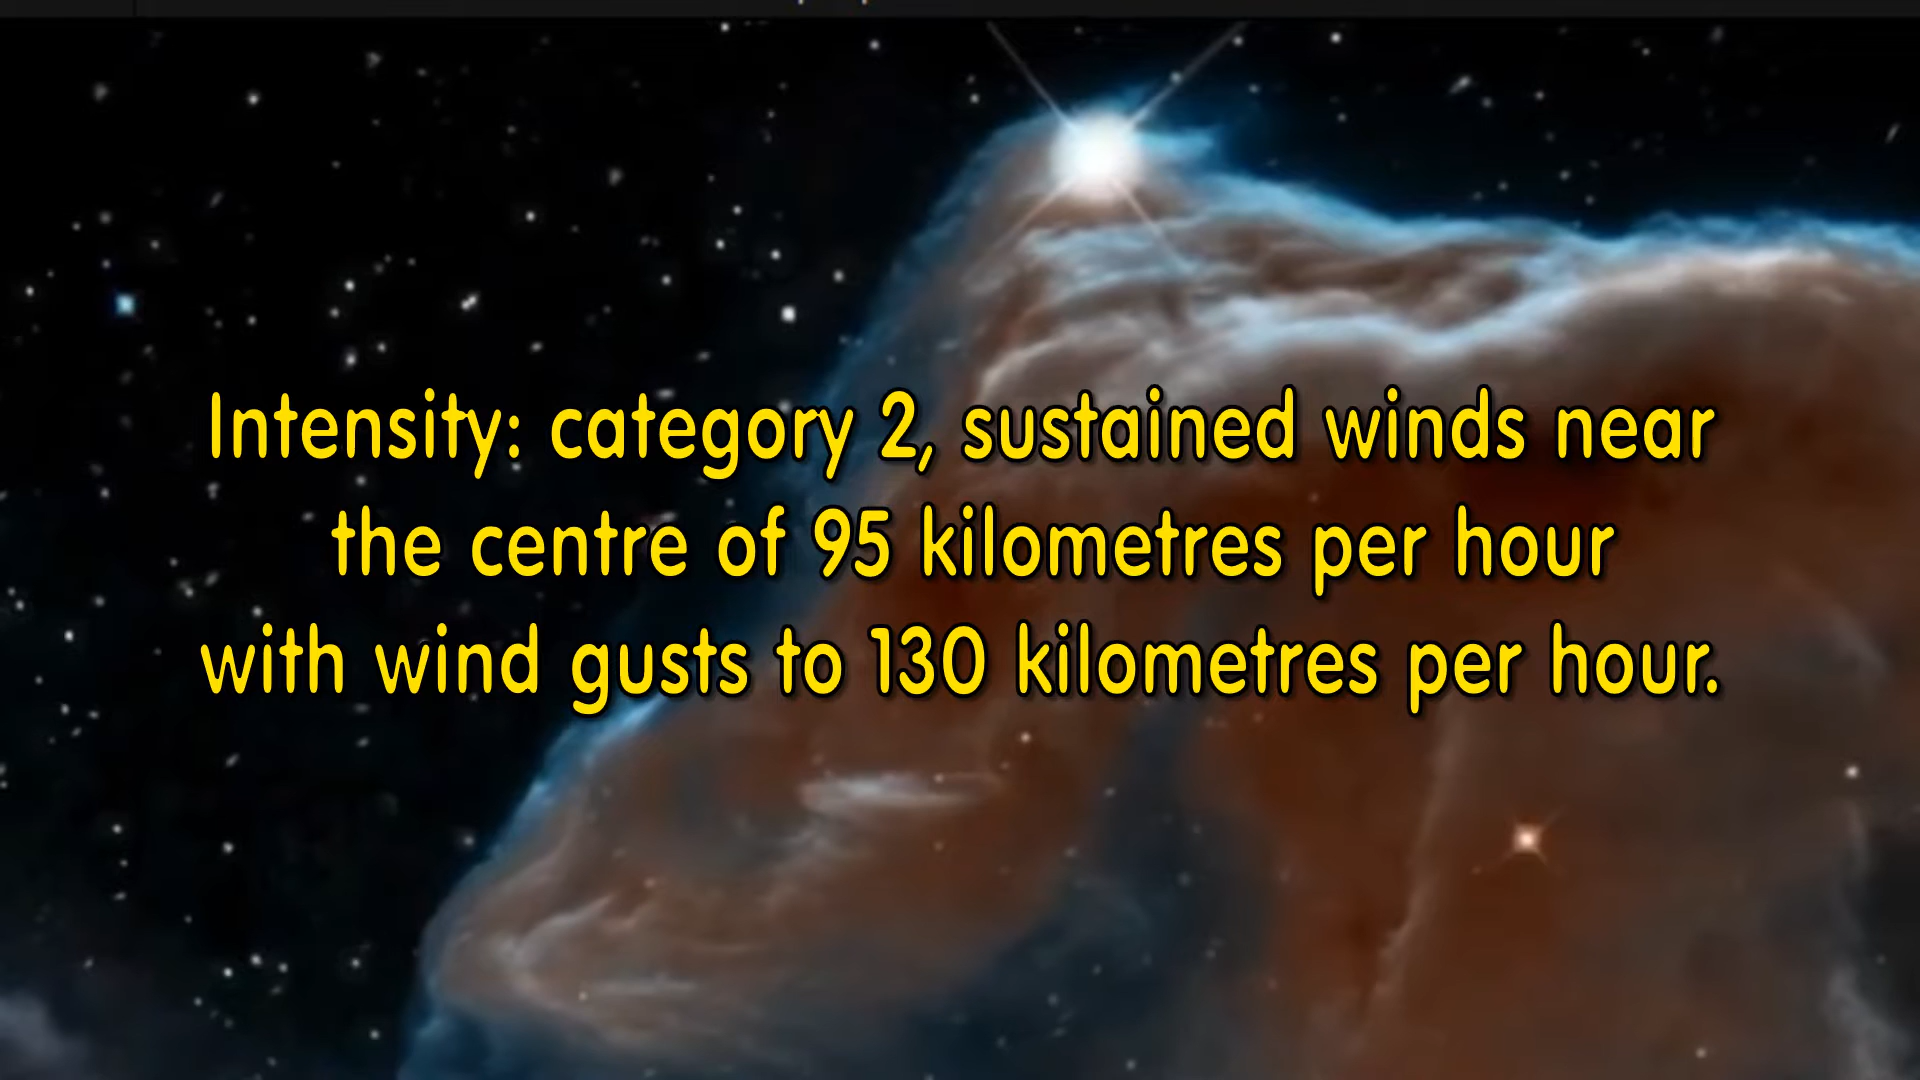 Intensity: category 2, sustained winds near
the centre of 95 kilometres per hour
with wind gusts to 130 kilometres per hour.